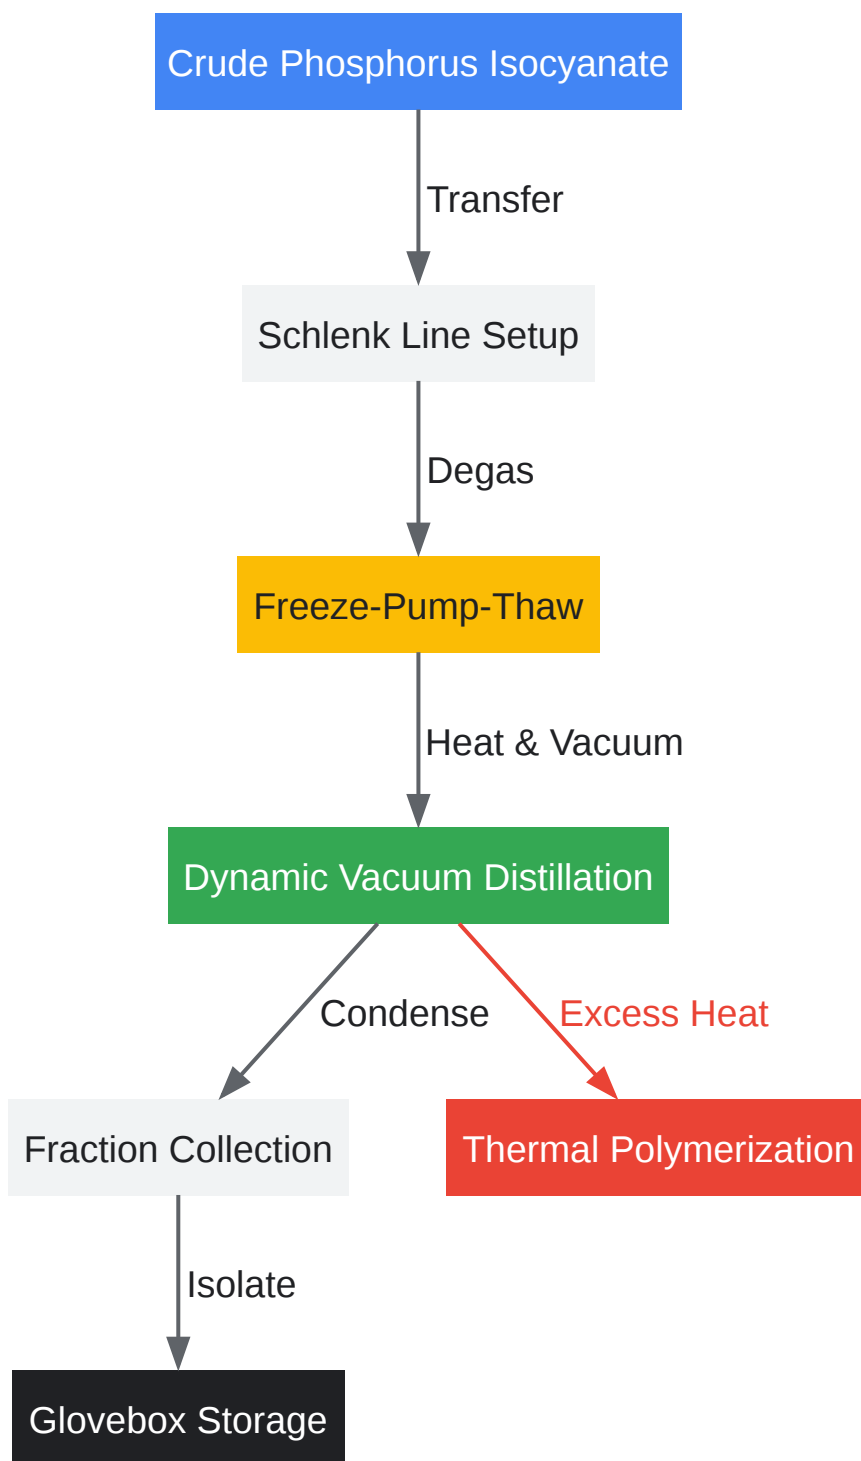 Crude Phosphorus Isocyanate
Transfer
Schlenk Line Setup
Degas
Freeze-Pump-Thaw
Heat & Vacuum
Dynamic Vacuum Distillation
Condense
Excess Heat
Fraction Collection
Thermal Polymerization
Isolate
Glovebox Storage